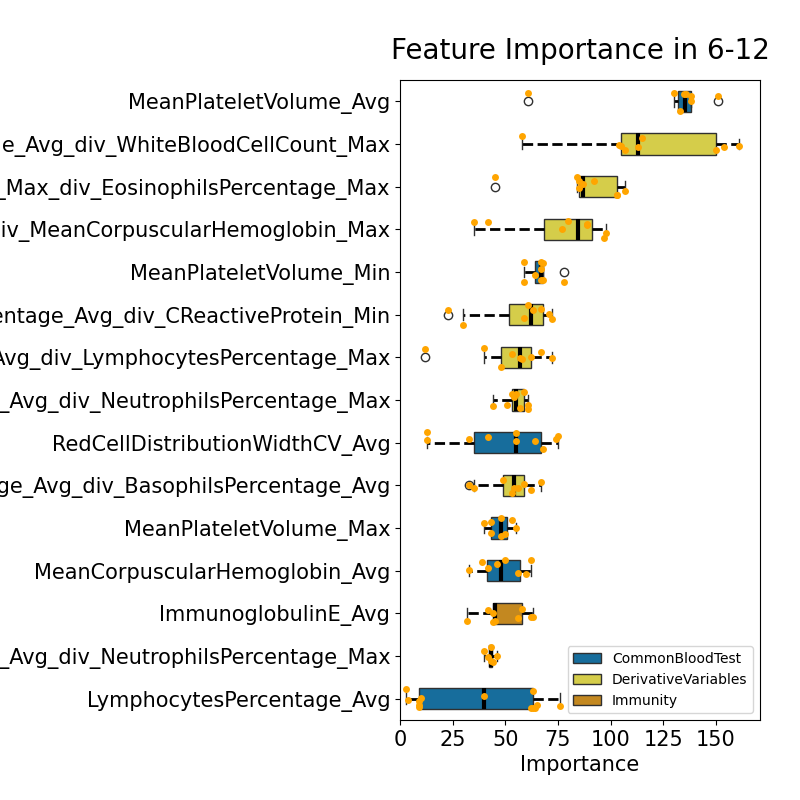 Feature Importance in 6-12
MeanPlateletVolume_Avg
e_Avg_div_WhiteBloodCellCount_Max
_Max_div_EosinophilsPercentage_Max
iv_MeanCorpuscularHemoglobin_Max
MeanPlateletVolume_Min
entage_Avg_div_CReactiveProtein_Min
Avg_div_LymphocytesPercentage_Max
_Avg_div_NeutrophilsPercentage_Max
RedCellDistributionWidthCV_Avg
ge_Avg_div_BasophilsPercentage_Avg
MeanPlateletVolume_Max
MeanCorpuscularHemoglobin_Avg
ImmunoglobulinE_Avg
_Avg_div_NeutrophilsPercentage_Max
LymphocytesPercentage_Avg
CommonBloodTest
DerivativeVariables
Immunity
0 25 50 75 100 125 150
Importance